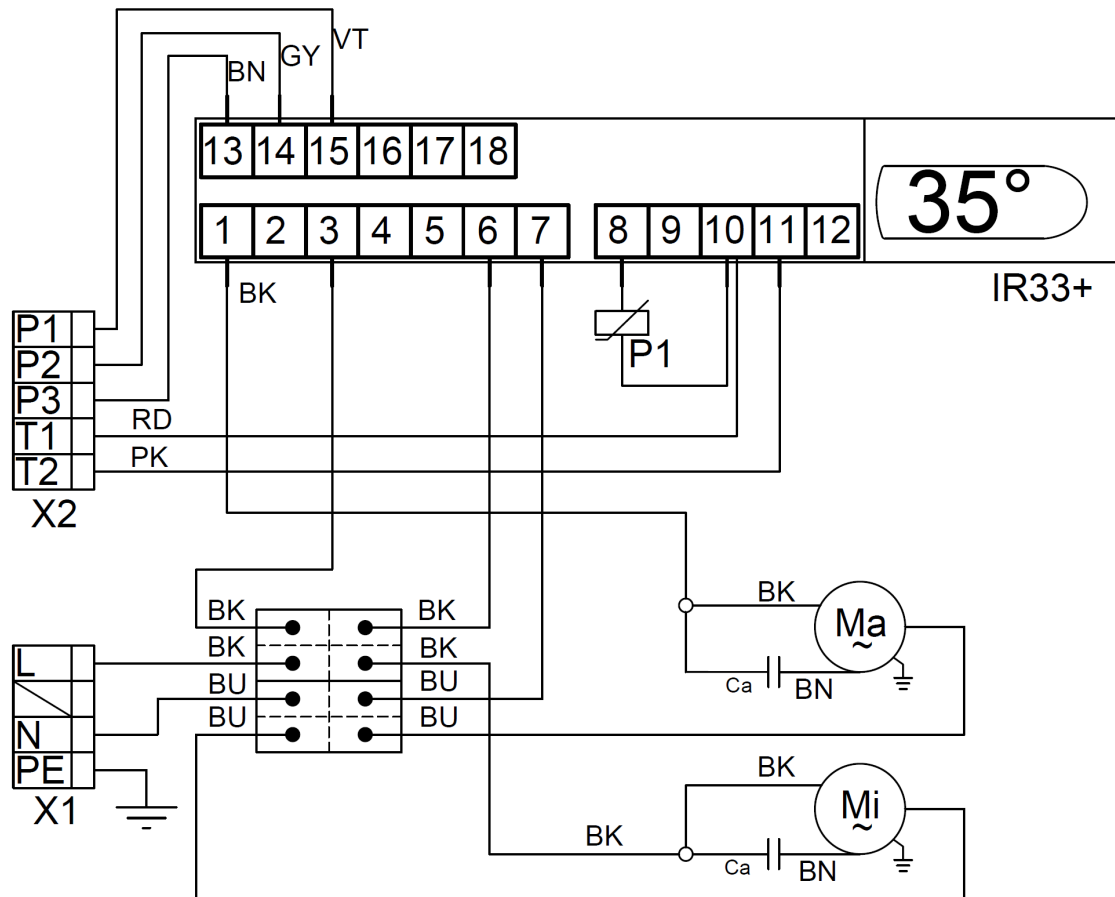 VT
GY
BN
13 14 15 16 17 18
35°
1 2 3 4 5 6 7 8 9 10 11 12
BK
IR33+
P1
P1
P2
P3
RD
T1
PK
T2
X2
BK BK
BK
Ma
~
BK BK
L
BU BU
Ca
BN
BU BU
N
PE
X1
BK
Mi
~
BK
Ca
BN